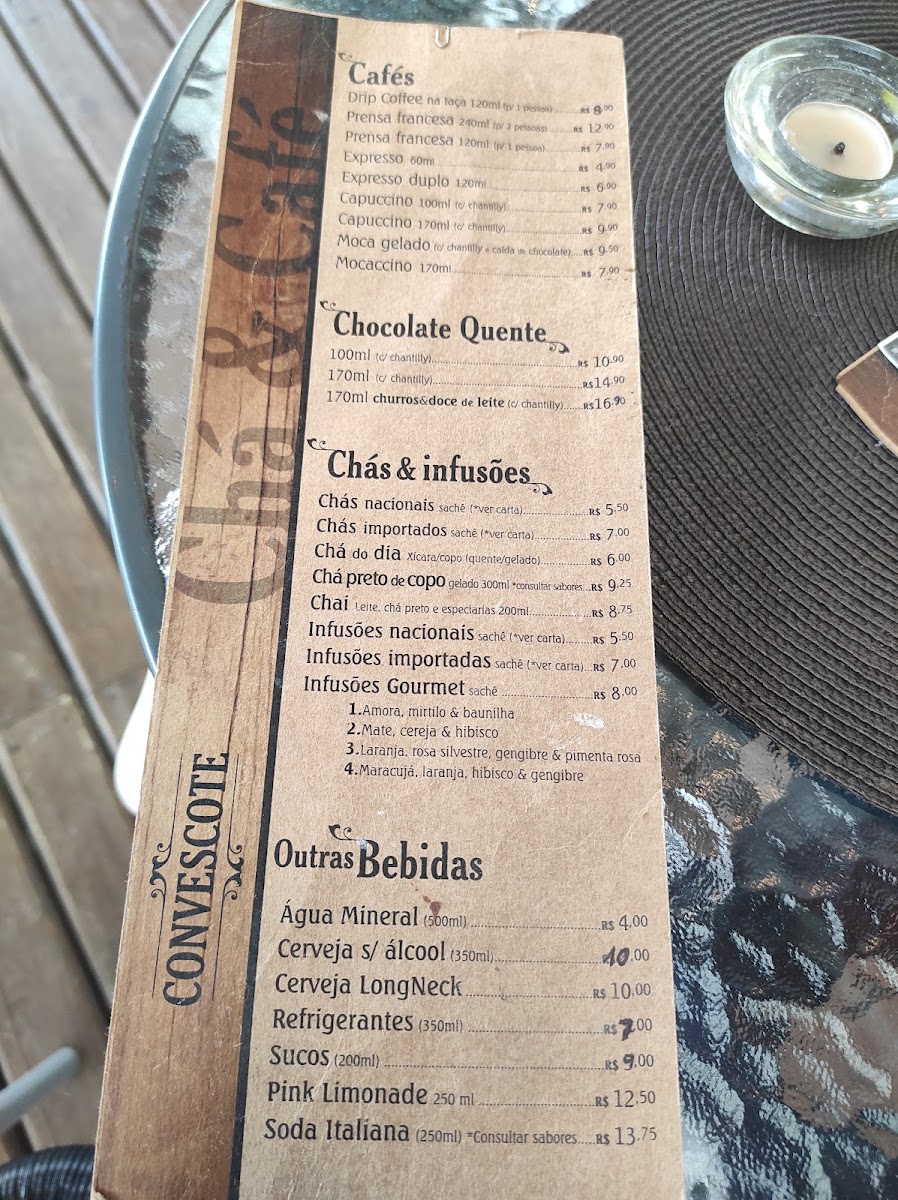 Cafés
Drip Coffee na taça 120ml (p/ 1 pessoa)..........R$ 8,90
Prensa francesa 240ml (p/ 2 pessoas)..........R$ 12,90
Prensa francesa 120ml (p/ 1 pessoa)..........R$ 7,90
Expresso 60ml..........R$ 4,90
Expresso duplo 120ml..........R$ 6,90
Capuccino 100ml (c/ chantilly)..........R$ 7,90
Capuccino 170ml (c/ chantilly)..........R$ 9,90
Moca gelado (c/ chantilly e calda de chocolate)....R$ 9,50
Mocaccino 170ml..........R$ 7,90
Chocolate Quente
100ml (c/ chantilly)..........R$ 10,90
170ml (c/ chantilly)..........R$14,90
170ml churros&doce de leite (c/ chantilly)......R$16,90
Chás & infusões
Chás nacionais sachê (*ver carta)..........R$ 5,50
Chás importados sachê (*ver carta)..........R$ 7,00
Chá do dia Xícara/copo (quente/gelado)..........R$ 6,00
Chá preto de copo gelado 300ml *consultar sabores...R$ 9,25
Chai Leite, chá preto e especiarias 200ml..........R$ 8,75
Infusões nacionais sachê (*ver carta)........R$ 5,50
Infusões importadas sachê (*ver carta)...R$ 7,00
Infusões Gourmet sachê ..........R$ 8,00
1.Amora, mirtilo & baunilha
2.Mate, cereja & hibisco
3.Laranja, rosa silvestre, gengibre & pimenta rosa
4.Maracujá, laranja, hibisco & gengibre
Outras Bebidas
Água Mineral (500ml) ..........R$ 4,00
Cerveja s/ álcool (350ml)..........10,00
Cerveja LongNeck ..........R$ 10,00
Refrigerantes (350ml) ..........R$7,00
Sucos (200ml) ..........R$ 9,00
Pink Limonade 250 ml ..........R$ 12,50
Soda Italiana (250ml) *Consultar sabores.....R$ 13,75
Chá & Café
CONVESCOTE